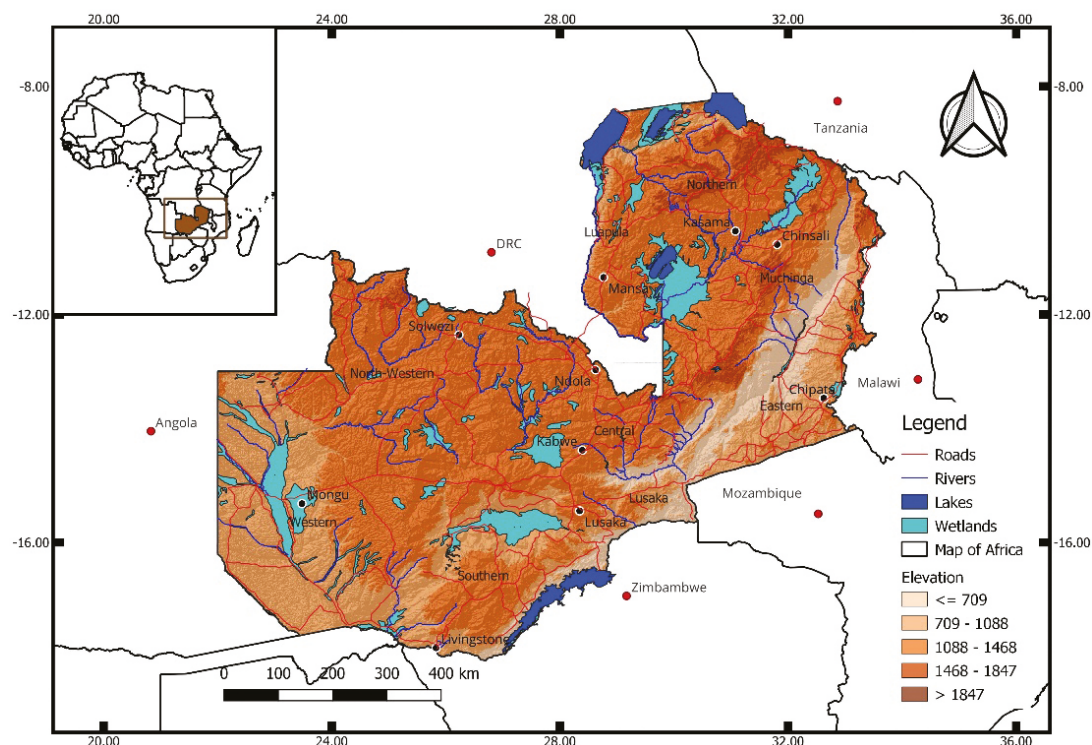 20.00 24.00 28.00 32.00 36.00
-8.00 -8.00
Tanzania
Northern
Kasama
Luapula
Chinsali
DRC
Muchinga
Mansa
-12.00 -12.00
Solwezi
North-Western
Ndola
Malawi
Chipata
Eastern
Angola
Central
Kabwe
Mongu
Lusaka
Mozambique
Western
Lusaka
-16.00 -16.00
Southern
Zimbambwe
Livingstone
0 100 200 300 400 km
Legend
Roads
Rivers
Lakes
Wetlands
Map of Africa
Elevation
<= 709
709 - 1088
1088 - 1468
1468 - 1847
> 1847
20.00 24.00 28.00 32.00 36.00